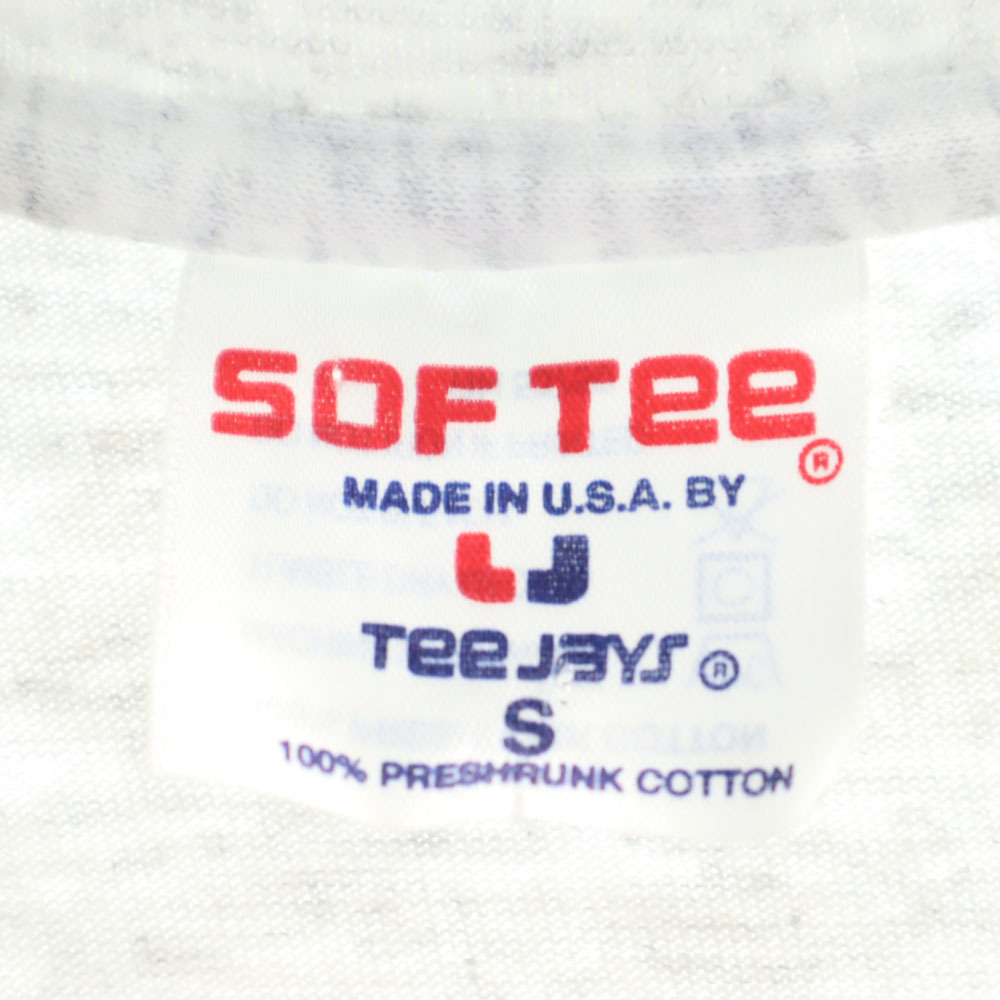 SOF TEE ®
MADE IN U.S.A. BY
TEE JAYS ®
S
100% PRESHRUNK COTTON